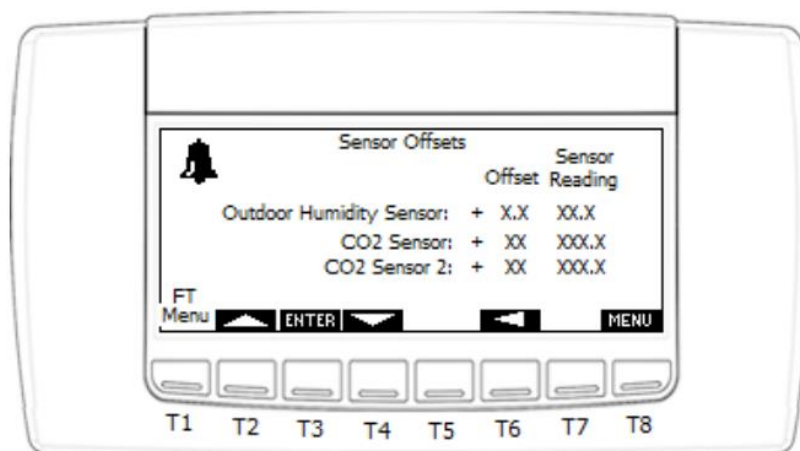 Sensor Offsets
Sensor
Offset Reading
Outdoor Humidity Sensor: + X.X XX.X
CO2 Sensor: + XX XXX.X
CO2 Sensor 2: + XX XXX.X
FT
Menu ENTER MENU
T1 T2 T3 T4 T5 T6 T7 T8